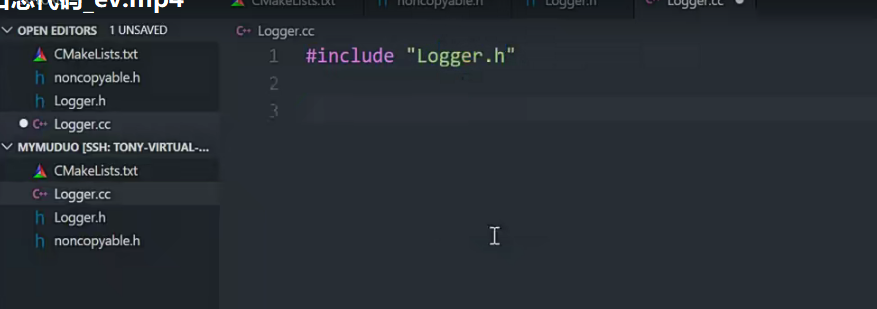 志代码_ev.mp4
CMakeLists.txt
noncopyable.h
Logger.h
Logger.cc
OPEN EDITORS 1 UNSAVED
CMakeLists.txt
noncopyable.h
Logger.h
C++ Logger.cc
MYMUDUO [SSH: TONY-VIRTUAL-...
CMakeLists.txt
C++ Logger.cc
Logger.h
noncopyable.h
C++ Logger.cc
1 #include "Logger.h"
2
3